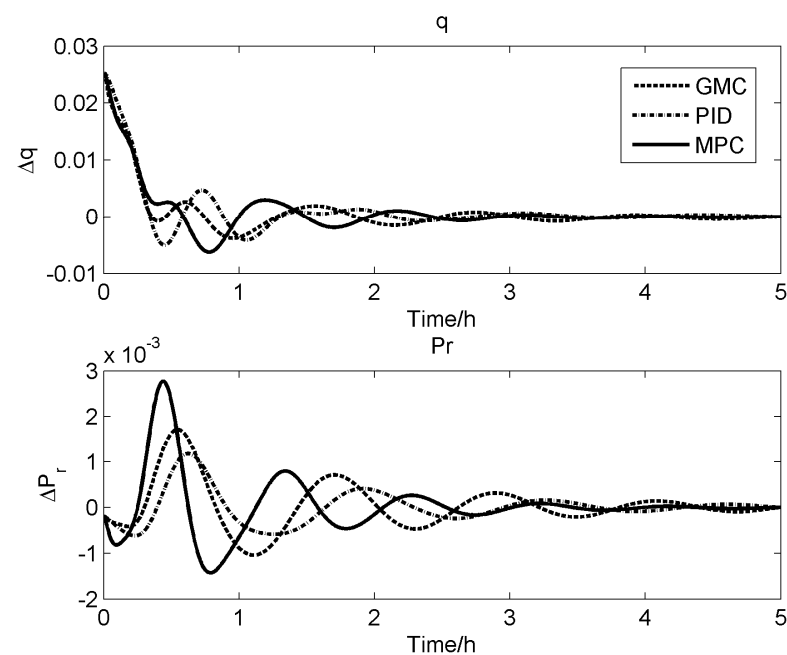 q
0.03
0.02
0.01
0
-0.01
Δq
GMC
PID
MPC
0 1 2 3 4 5
Time/h
x 10⁻³
Pr
3
2
1
0
-1
-2
ΔPᵣ
0 1 2 3 4 5
Time/h